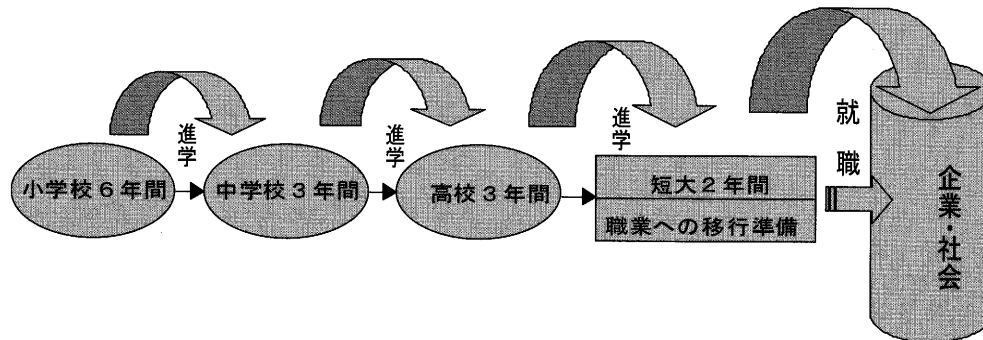 小学校６年間
進学
中学校３年間
進学
高校３年間
進学
短大２年間
職業への移行準備
就職
企業・社会